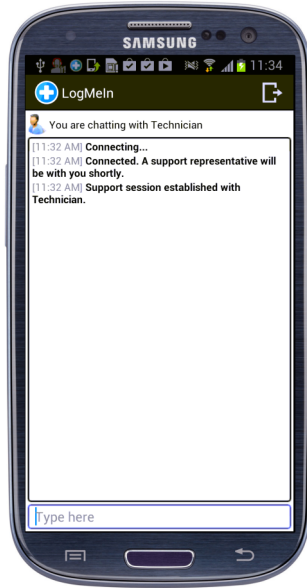 SAMSUNG
11:34
LogMeIn
You are chatting with Technician
[11:32 AM] Connecting...
[11:32 AM] Connected. A support representative will
be with you shortly.
[11:32 AM] Support session established with
Technician.
Type here